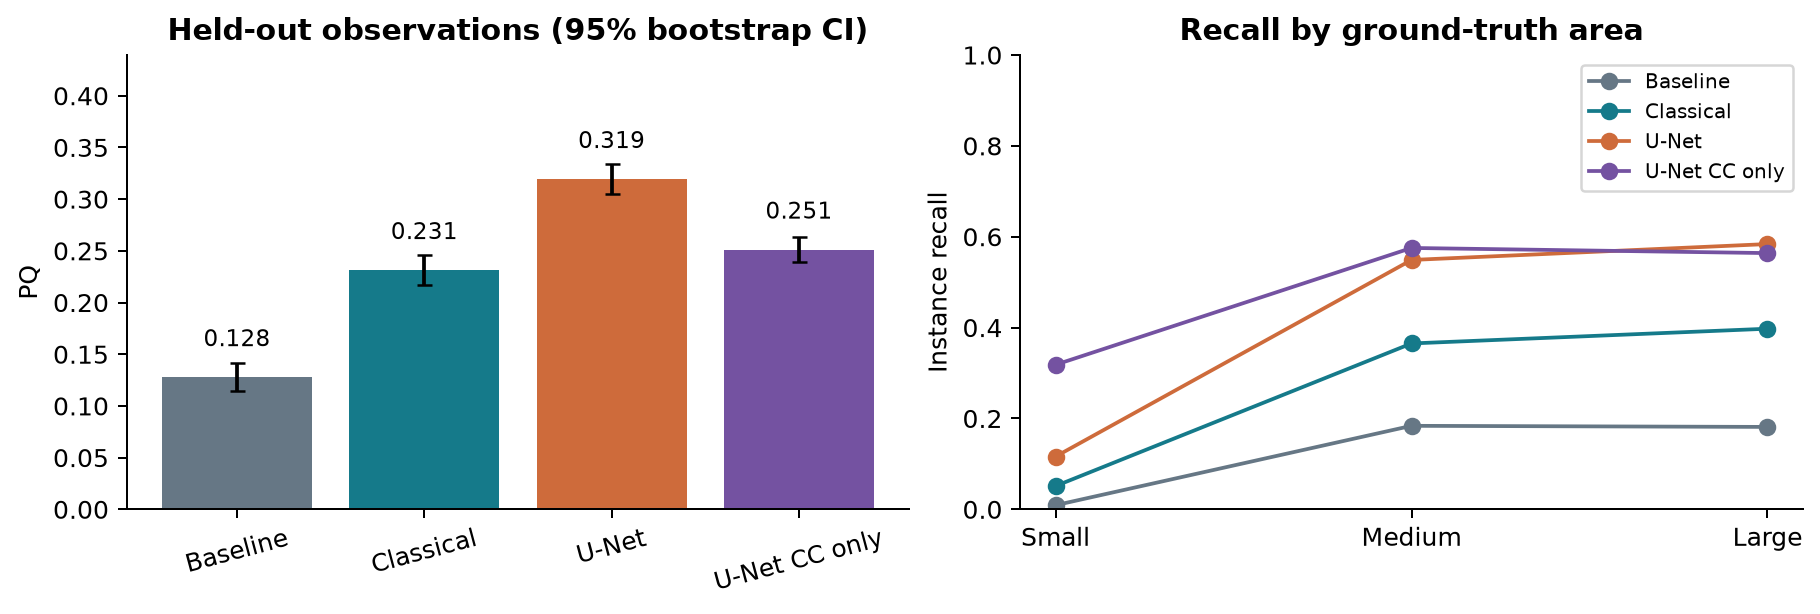 Held-out observations (95% bootstrap CI)
PQ
0.40
0.35
0.30
0.25
0.20
0.15
0.10
0.05
0.00
0.128
0.231
0.319
0.251
Baseline
Classical
U-Net
U-Net CC only
Recall by ground-truth area
Instance recall
1.0
0.8
0.6
0.4
0.2
0.0
Baseline
Classical
U-Net
U-Net CC only
Small
Medium
Large